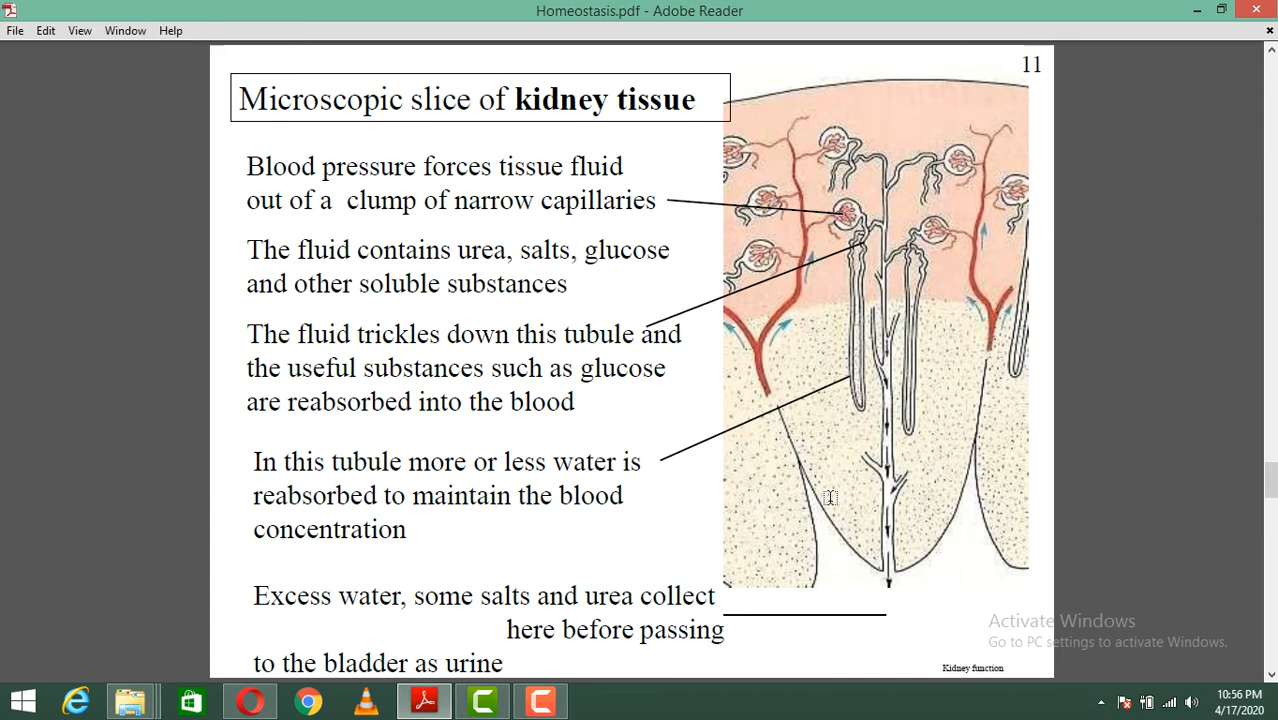 Homeostasis.pdf - Adobe Reader
File Edit View Window Help
11
Microscopic slice of kidney tissue
Blood pressure forces tissue fluid
out of a clump of narrow capillaries
The fluid contains urea, salts, glucose
and other soluble substances
The fluid trickles down this tubule and
the useful substances such as glucose
are reabsorbed into the blood
In this tubule more or less water is
reabsorbed to maintain the blood
concentration
Excess water, some salts and urea collect
here before passing
to the bladder as urine
Kidney function
Activate Windows
Go to PC settings to activate Windows.
10:56 PM
4/17/2020